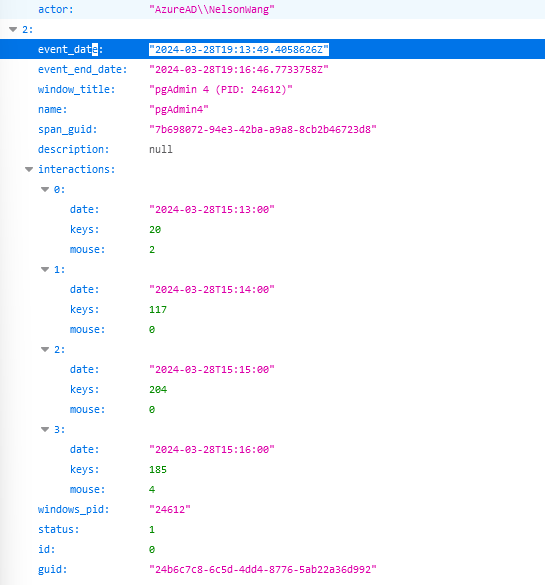 actor: "AzureAD\\NelsonWang"
2:
event_date: "2024-03-28T19:13:49.4058626Z"
event_end_date: "2024-03-28T19:16:46.7733758Z"
window_title: "pgAdmin 4 (PID: 24612)"
name: "pgAdmin4"
span_guid: "7b698072-94e3-42ba-a9a8-8cb2b46723d8"
description: null
interactions:
0:
date: "2024-03-28T15:13:00"
keys: 20
mouse: 2
1:
date: "2024-03-28T15:14:00"
keys: 117
mouse: 0
2:
date: "2024-03-28T15:15:00"
keys: 204
mouse: 0
3:
date: "2024-03-28T15:16:00"
keys: 185
mouse: 4
windows_pid: "24612"
status: 1
id: 0
guid: "24b6c7c8-6c5d-4dd4-8776-5ab22a36d992"